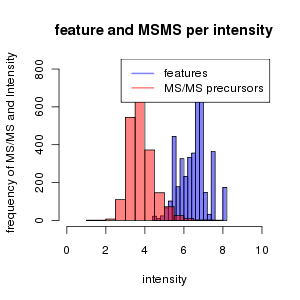 feature and MSMS per intensity
frequency of MS/MS and Intensity
800
600
400
200
0
features
MS/MS precursors
0 2 4 6 8 10
intensity